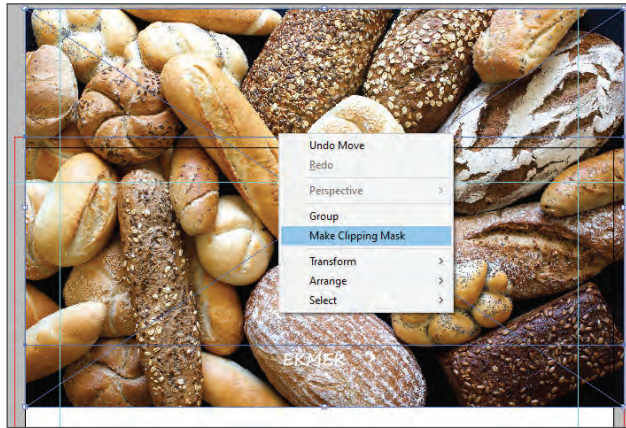 Undo Move
Redo
Perspective
Group
Make Clipping Mask
Transform
Arrange
Select
EKMEK